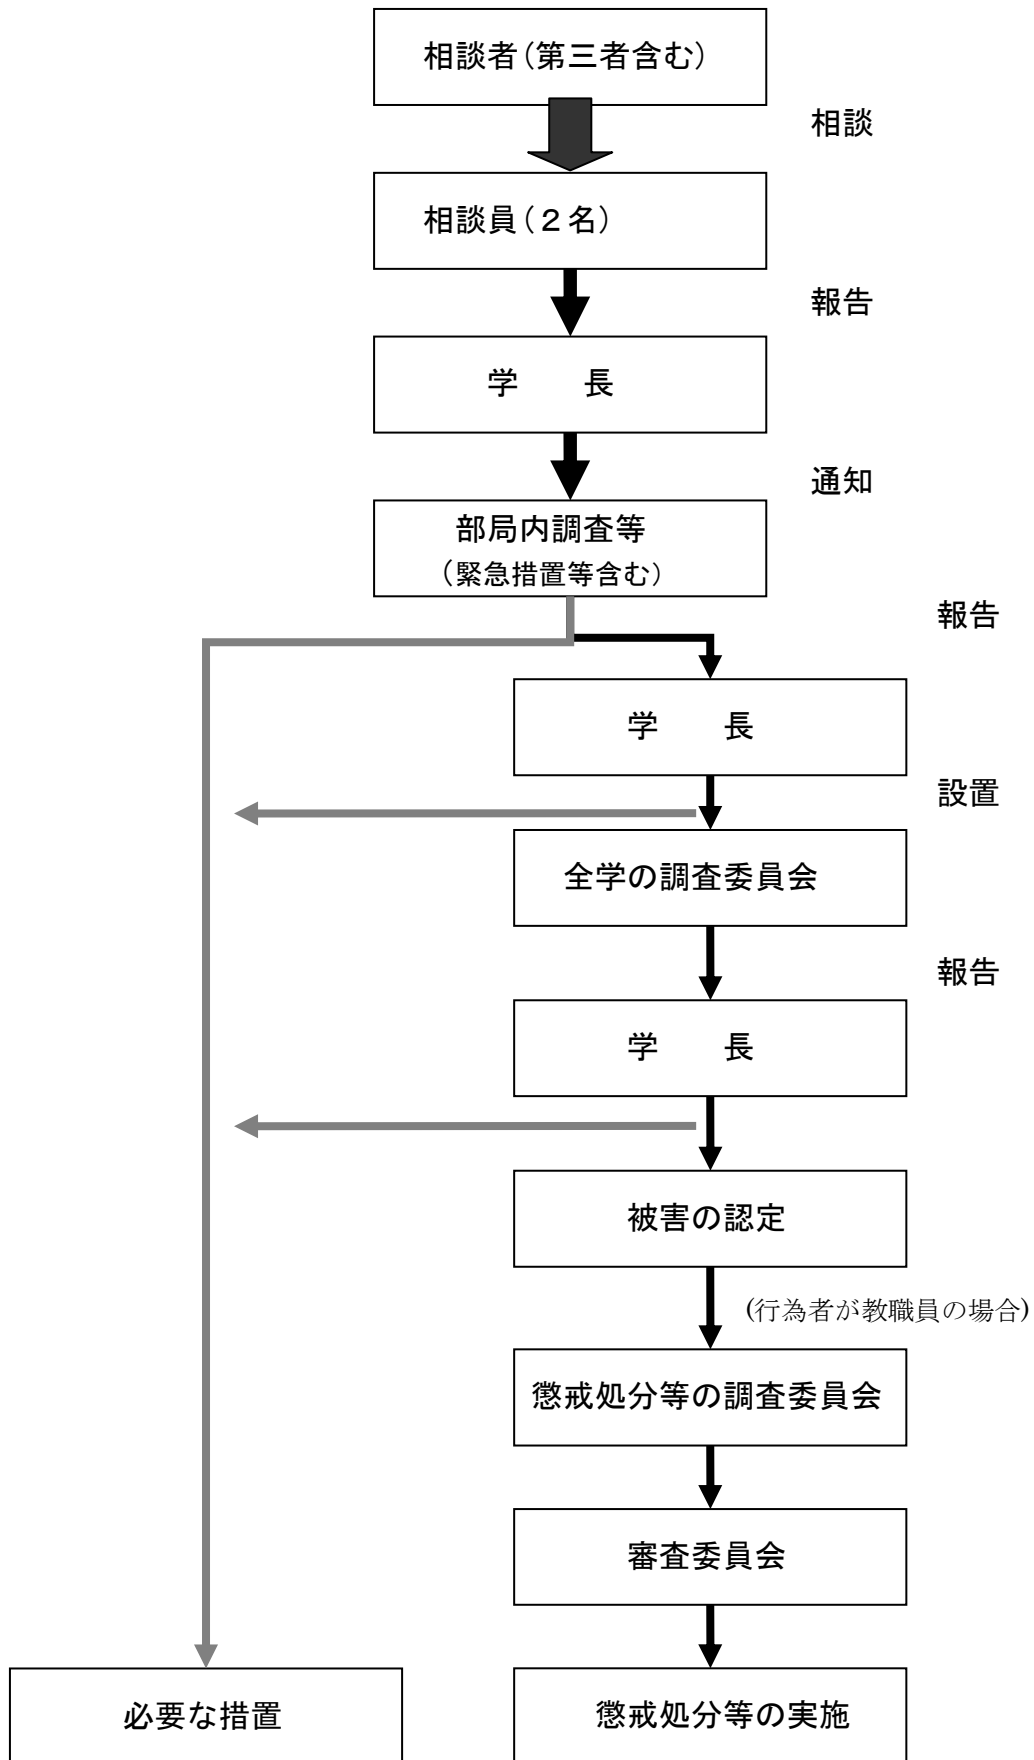 相談者（第三者含む）
相談
相談員（２名）
報告
学　　長
通知
部局内調査等
（緊急措置等含む）
報告
学　　長
設置
全学の調査委員会
報告
学　　長
被害の認定
(行為者が教職員の場合)
懲戒処分等の調査委員会
審査委員会
必要な措置
懲戒処分等の実施